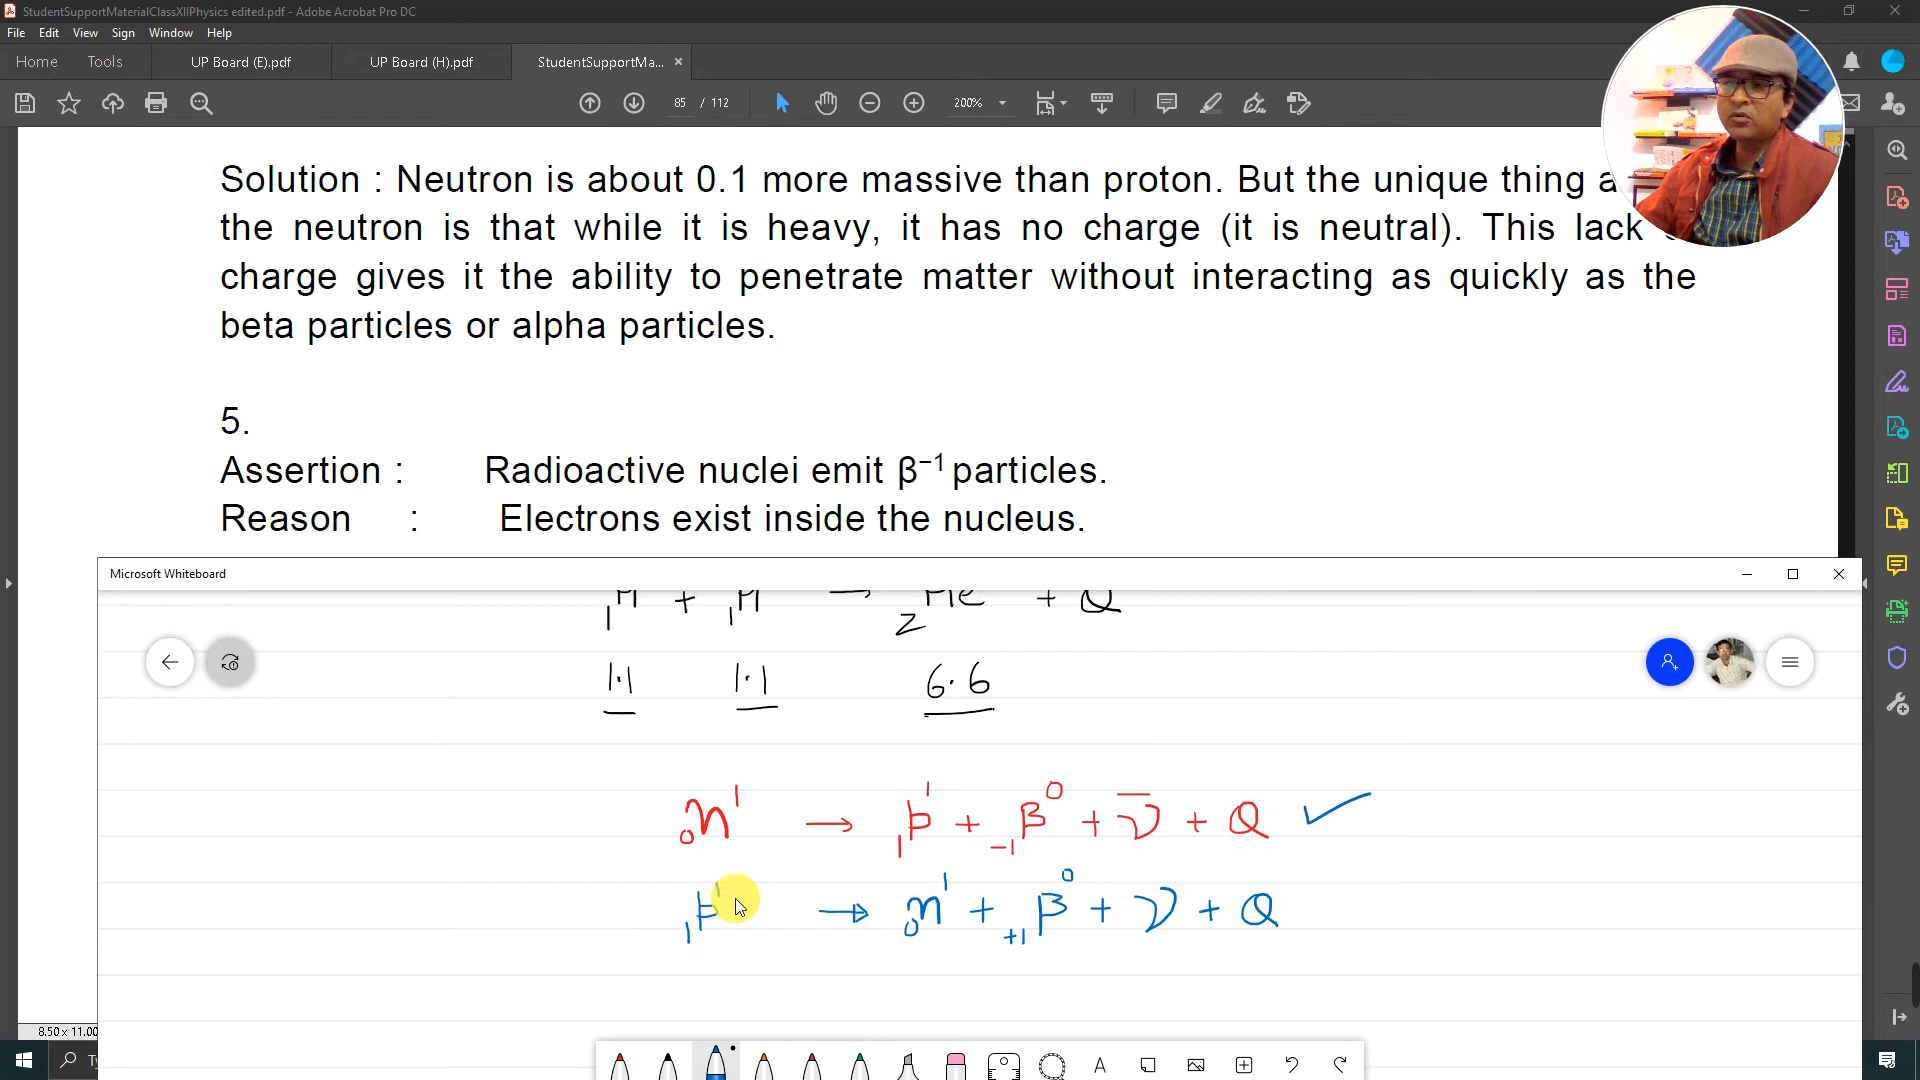 StudentSupportMaterialClassXIIPhysics edited.pdf - Adobe Acrobat Pro DC
File Edit View Sign Window Help
Home Tools UP Board (E).pdf UP Board (H).pdf StudentSupportMa... ×
85 / 112 200%
Solution : Neutron is about 0.1 more massive than proton. But the unique thing a
the neutron is that while it is heavy, it has no charge (it is neutral). This lack
charge gives it the ability to penetrate matter without interacting as quickly as the
beta particles or alpha particles.
5.
Assertion : Radioactive nuclei emit β⁻¹ particles.
Reason : Electrons exist inside the nucleus.
Microsoft Whiteboard
₁H + ₁H → ₂He + Q
1.1 1.1 6.6
₀n¹ → ₁p¹ + ₋₁β⁰ + ν̅ + Q ✓
₁p¹ → ₀n¹ + ₊₁β⁰ + ν + Q
8.50 x 11.00
A